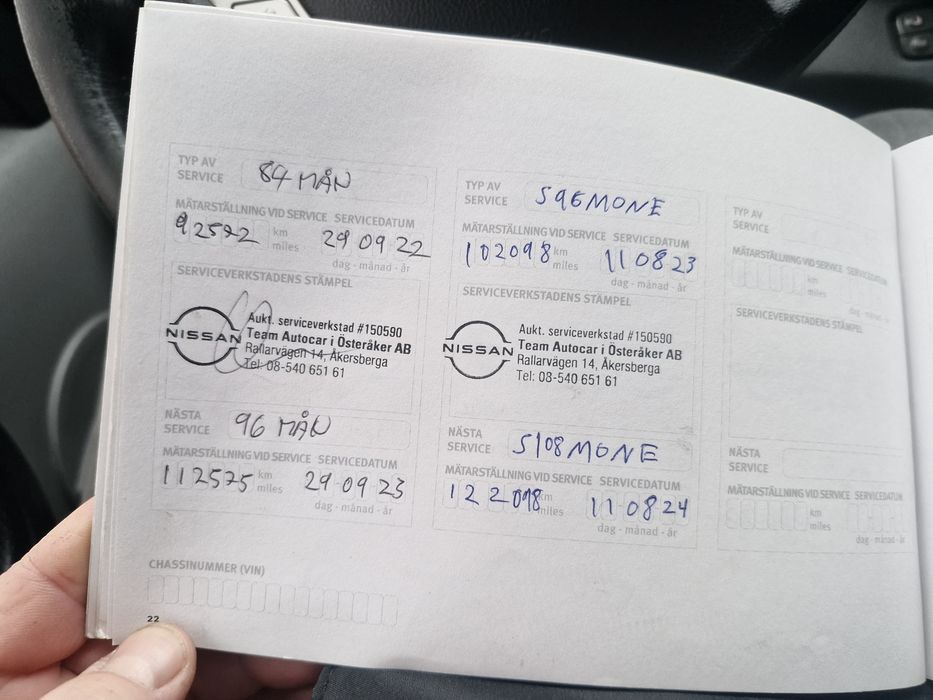 TYP AV
SERVICE
84 MÅN
MÄTARSTÄLLNING VID SERVICE SERVICEDATUM
92572 km
miles
29 09 22
dag - månad - år
SERVICEVERKSTADENS STÄMPEL
NISSAN
Aukt. serviceverkstad #150590
Team Autocar i Österåker AB
Rallarvägen 14, Åkersberga
Tel: 08-540 651 61
NÄSTA
SERVICE
96 MÅN
MÄTARSTÄLLNING VID SERVICE SERVICEDATUM
112575 km
miles
29 09 23
dag - månad - år
CHASSINUMMER (VIN)
22
TYP AV
SERVICE
S96MONE
MÄTARSTÄLLNING VID SERVICE SERVICEDATUM
102098 km
miles
11 08 23
dag - månad - år
SERVICEVERKSTADENS STÄMPEL
NISSAN
Aukt. serviceverkstad #150590
Team Autocar i Österåker AB
Rallarvägen 14, Åkersberga
Tel: 08-540 651 61
NÄSTA
SERVICE
S108MONE
MÄTARSTÄLLNING VID SERVICE SERVICEDATUM
122098 km
miles
11 08 24
dag - månad - år
TYP AV
SERVICE
MÄTARSTÄLLNING VID SERVICE SERVICEDATUM
km
miles
dag - månad - år
SERVICEVERKSTADENS STÄMPEL
NÄSTA
SERVICE
MÄTARSTÄLLNING VID SERVICE SERVICEDATUM
km
miles
dag - månad - år